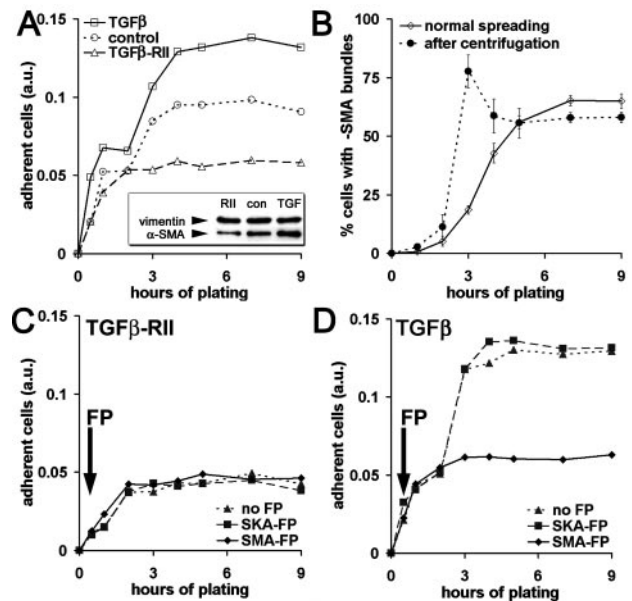 A
TGFβ
control
TGFβ-RII
adherent cells (a.u.)
0.15
0.1
0.05
0
RII con TGF
vimentin
α-SMA
0 3 6 9
hours of plating
B
normal spreading
after centrifugation
% cells with -SMA bundles
100
75
50
25
0
0 3 6 9
hours of plating
C TGFβ-RII
adherent cells (a.u.)
0.15
0.1
0.05
0
FP
no FP
SKA-FP
SMA-FP
0 3 6 9
hours of plating
D TGFβ
adherent cells (a.u.)
0.15
0.1
0.05
0
FP
no FP
SKA-FP
SMA-FP
0 3 6 9
hours of plating